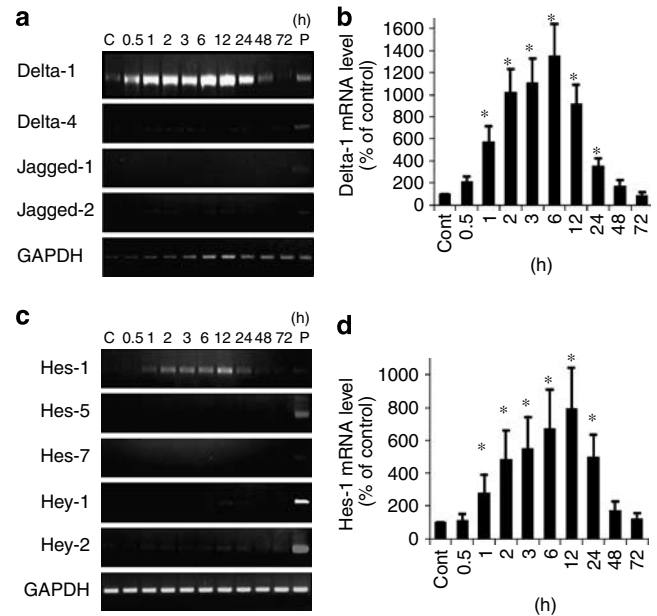 a
(h)
C 0.5 1 2 3 6 12 24 48 72 P
Delta-1
Delta-4
Jagged-1
Jagged-2
GAPDH
b
Delta-1 mRNA level
(% of control)
1600
1400
1200
1000
800
600
400
200
0
* * * * * * *
Cont 0.5 1 2 3 6 12 24 48 72
(h)
c
(h)
C 0.5 1 2 3 6 12 24 48 72 P
Hes-1
Hes-5
Hes-7
Hey-1
Hey-2
GAPDH
d
Hes-1 mRNA level
(% of control)
1000
800
600
400
200
0
* * * * * * *
Cont 0.5 1 2 3 6 12 24 48 72
(h)